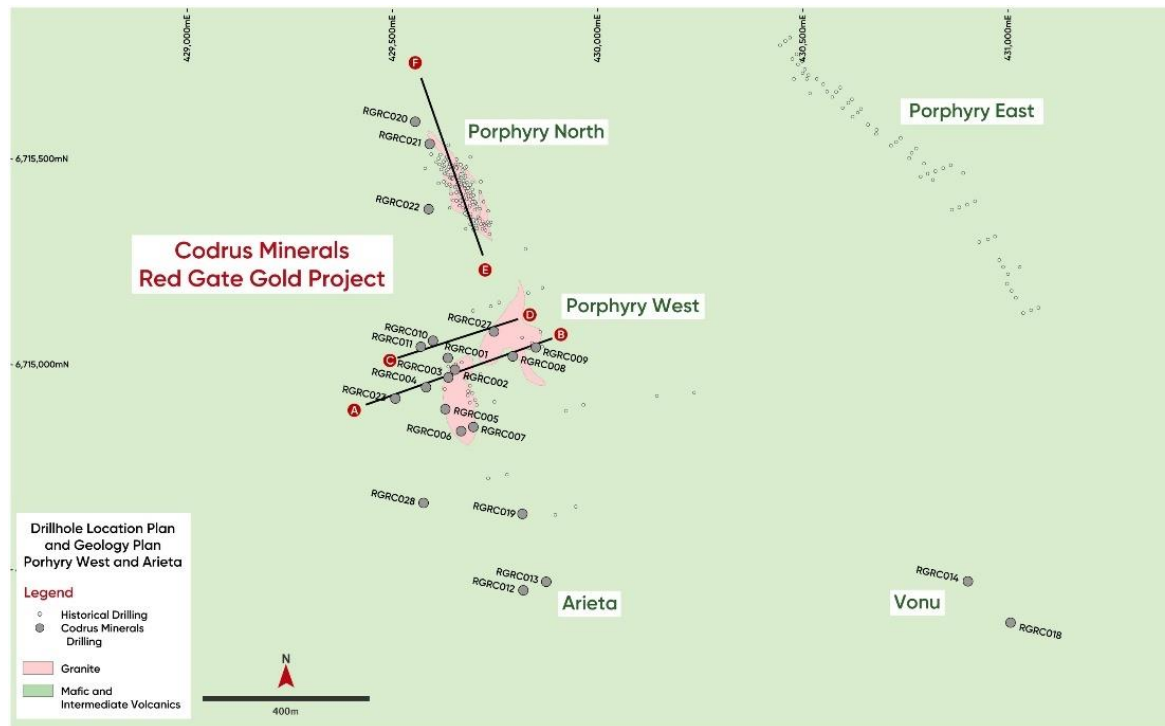 429,000mE
429,500mE
430,000mE
430,500mE
431,000mE
F
RGRC020
Porphyry North
Porphyry East
RGRC021
6,715,500mN
RGRC022
Codrus Minerals
Red Gate Gold Project
E
Porphyry West
D
B
RGRC027
RGRC010
RGRC011
RGRC001
RGRC009
C
RGRC003
RGRC008
6,715,000mN
RGRC004
RGRC002
RGRC023
A
RGRC005
RGRC006
RGRC007
RGRC028
RGRC019
Drillhole Location Plan
and Geology Plan
Porhyry West and Arieta
Legend
Historical Drilling
Codrus Minerals
Drilling
Granite
Mafic and
Intermediate Volcanics
RGRC013
RGRC012
Arieta
RGRC014
Vonu
RGRC018
N
400m